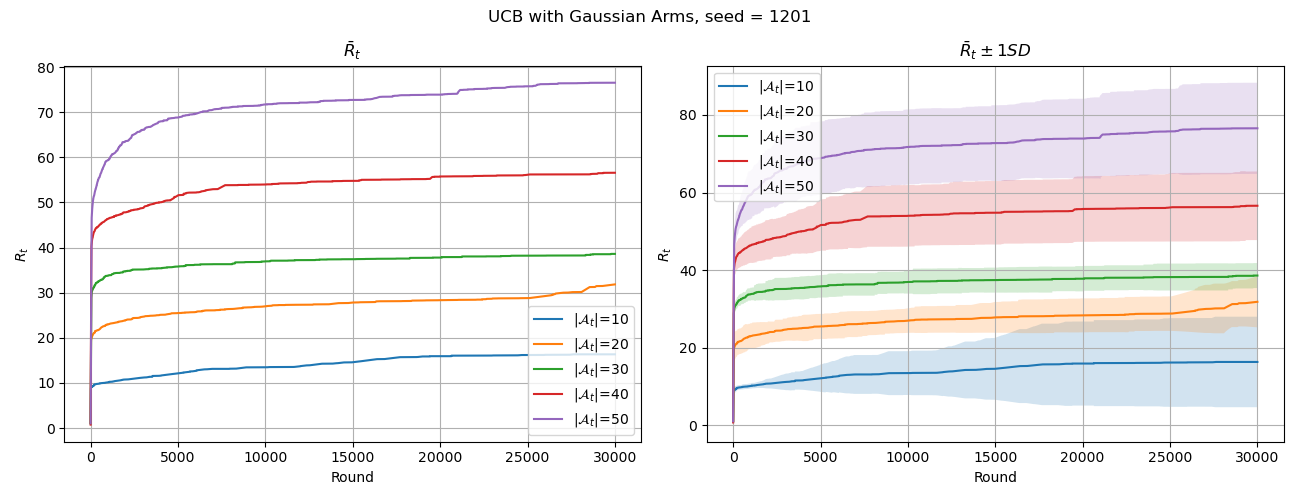 UCB with Gaussian Arms, seed = 1201
R̄ₜ
80
70
60
50
40
30
20
10
0
Rₜ
0 5000 10000 15000 20000 25000 30000
Round
|𝒜ₜ|=10
|𝒜ₜ|=20
|𝒜ₜ|=30
|𝒜ₜ|=40
|𝒜ₜ|=50
R̄ₜ ± 1SD
80
60
40
20
0
Rₜ
0 5000 10000 15000 20000 25000 30000
Round
|𝒜ₜ|=10
|𝒜ₜ|=20
|𝒜ₜ|=30
|𝒜ₜ|=40
|𝒜ₜ|=50